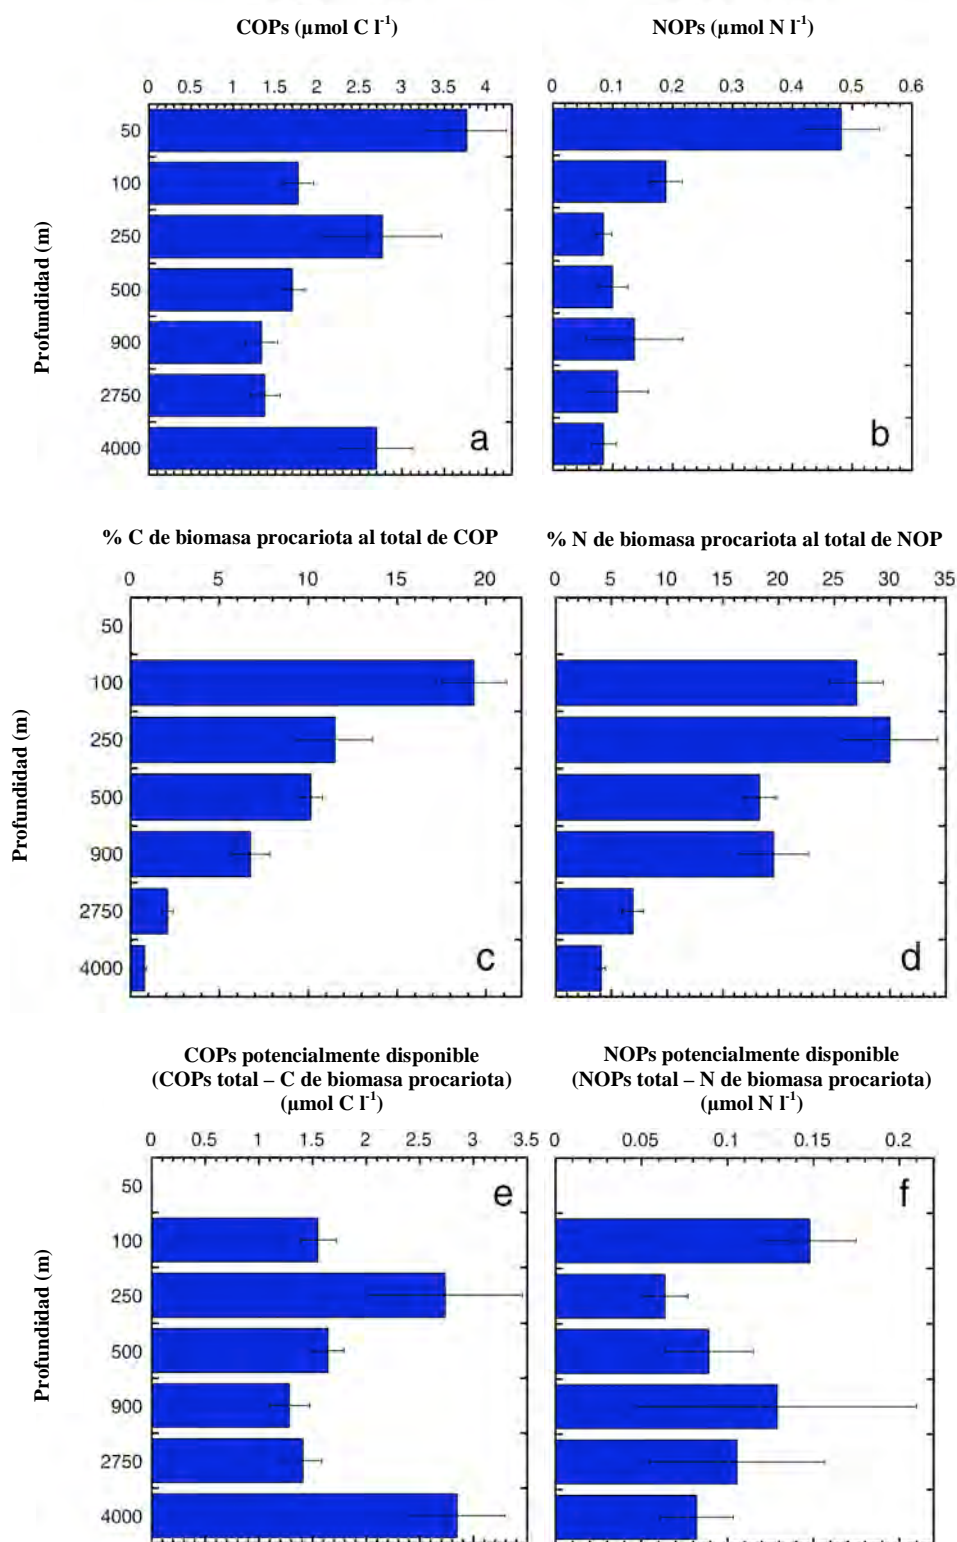 COPs (µmol C l⁻¹)
NOPs (µmol N l⁻¹)
0 0.5 1 1.5 2 2.5 3 3.5 4
0 0.1 0.2 0.3 0.4 0.5 0.6
Profundidad (m)
50
100
250
500
900
2750
4000
a
b
% C de biomasa procariota al total de COP
% N de biomasa procariota al total de NOP
0 5 10 15 20
0 5 10 15 20 25 30 35
Profundidad (m)
50
100
250
500
900
2750
4000
c
d
COPs potencialmente disponible
(COPs total – C de biomasa procariota)
(µmol C l⁻¹)
NOPs potencialmente disponible
(NOPs total – N de biomasa procariota)
(µmol N l⁻¹)
0 0.5 1 1.5 2 2.5 3 3.5
0 0.05 0.1 0.15 0.2
Profundidad (m)
50
100
250
500
900
2750
4000
e
f